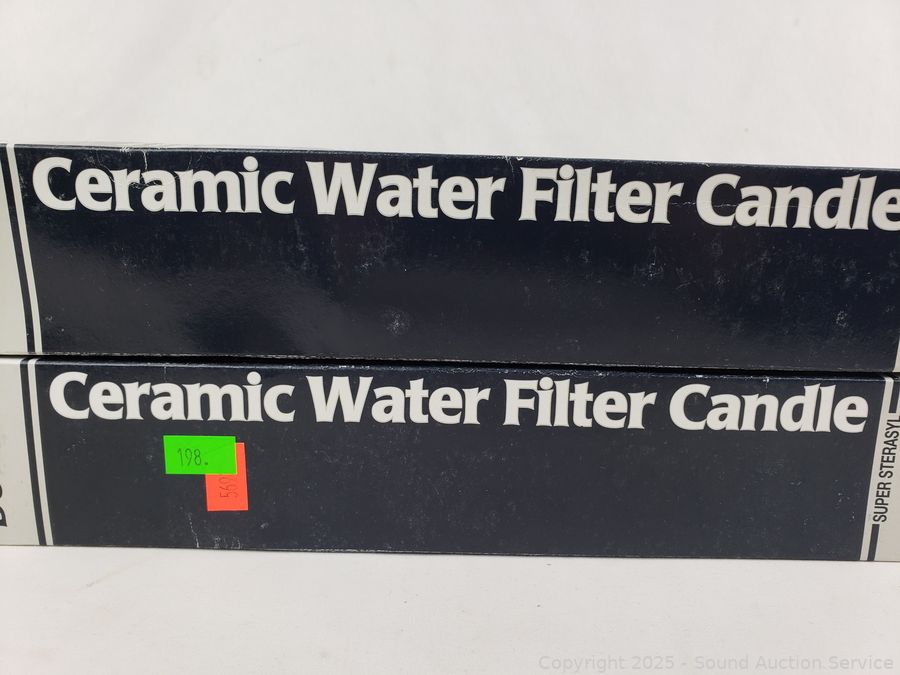 Ceramic Water Filter Candle
Ceramic Water Filter Candle
198.
SUPER STERASYL
Copyright 2025 - Sound Auction Service